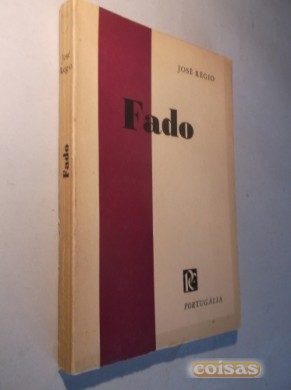 José
Régio
Fado
JOSÉ RÉGIO
Fado
PORTUGÁLIA
coisas